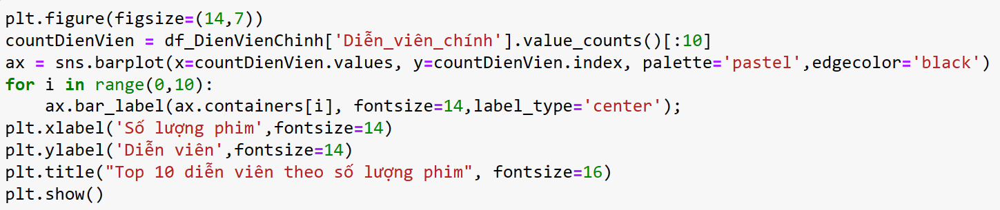 plt.figure(figsize=(14,7))
countDienVien = df_DienVienChinh['Diễn_viên_chính'].value_counts()[:10]
ax = sns.barplot(x=countDienVien.values, y=countDienVien.index, palette='pastel',edgecolor='black')
for i in range(0,10):
    ax.bar_label(ax.containers[i], fontsize=14,label_type='center');
plt.xlabel('Số lượng phim',fontsize=14)
plt.ylabel('Diễn viên',fontsize=14)
plt.title("Top 10 diễn viên theo số lượng phim", fontsize=16)
plt.show()